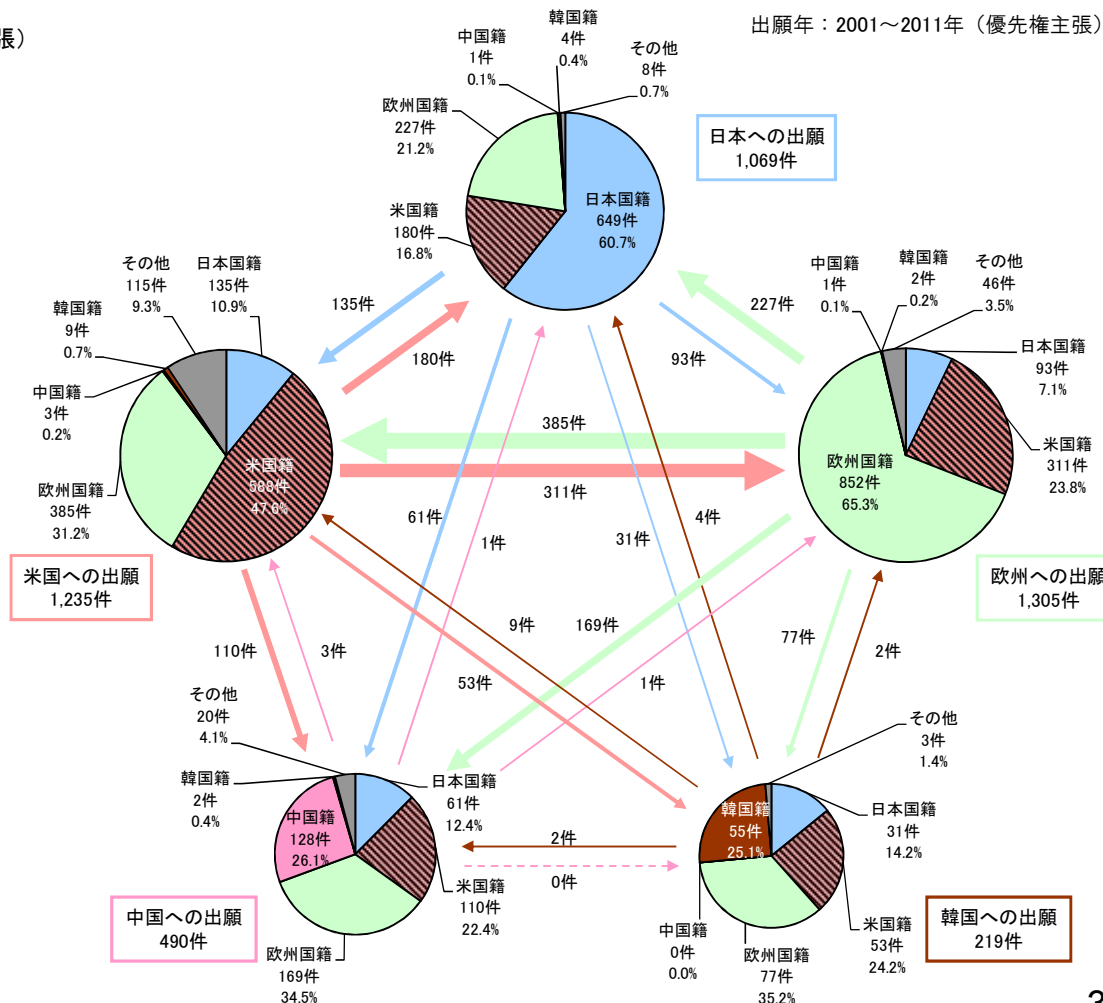 張）
出願年：2001～2011年（優先権主張）
韓国籍
4件
0.4%
中国籍
1件
0.1%
その他
8件
0.7%
欧州国籍
227件
21.2%
米国籍
180件
16.8%
日本国籍
649件
60.7%
日本への出願
1,069件
その他
115件
9.3%
日本国籍
135件
10.9%
韓国籍
9件
0.7%
中国籍
3件
0.2%
欧州国籍
385件
31.2%
米国籍
588件
47.6%
米国への出願
1,235件
中国籍
1件
0.1%
韓国籍
2件
0.2%
その他
46件
3.5%
日本国籍
93件
7.1%
米国籍
311件
23.8%
欧州国籍
852件
65.3%
欧州への出願
1,305件
135件
180件
227件
93件
385件
311件
61件
1件
31件
4件
110件
3件
9件
53件
169件
1件
77件
2件
2件
0件
その他
20件
4.1%
韓国籍
2件
0.4%
中国籍
128件
26.1%
日本国籍
61件
12.4%
米国籍
110件
22.4%
欧州国籍
169件
34.5%
中国への出願
490件
その他
3件
1.4%
韓国籍
55件
25.1%
日本国籍
31件
14.2%
米国籍
53件
24.2%
中国籍
0件
0.0%
欧州国籍
77件
35.2%
韓国への出願
219件
3